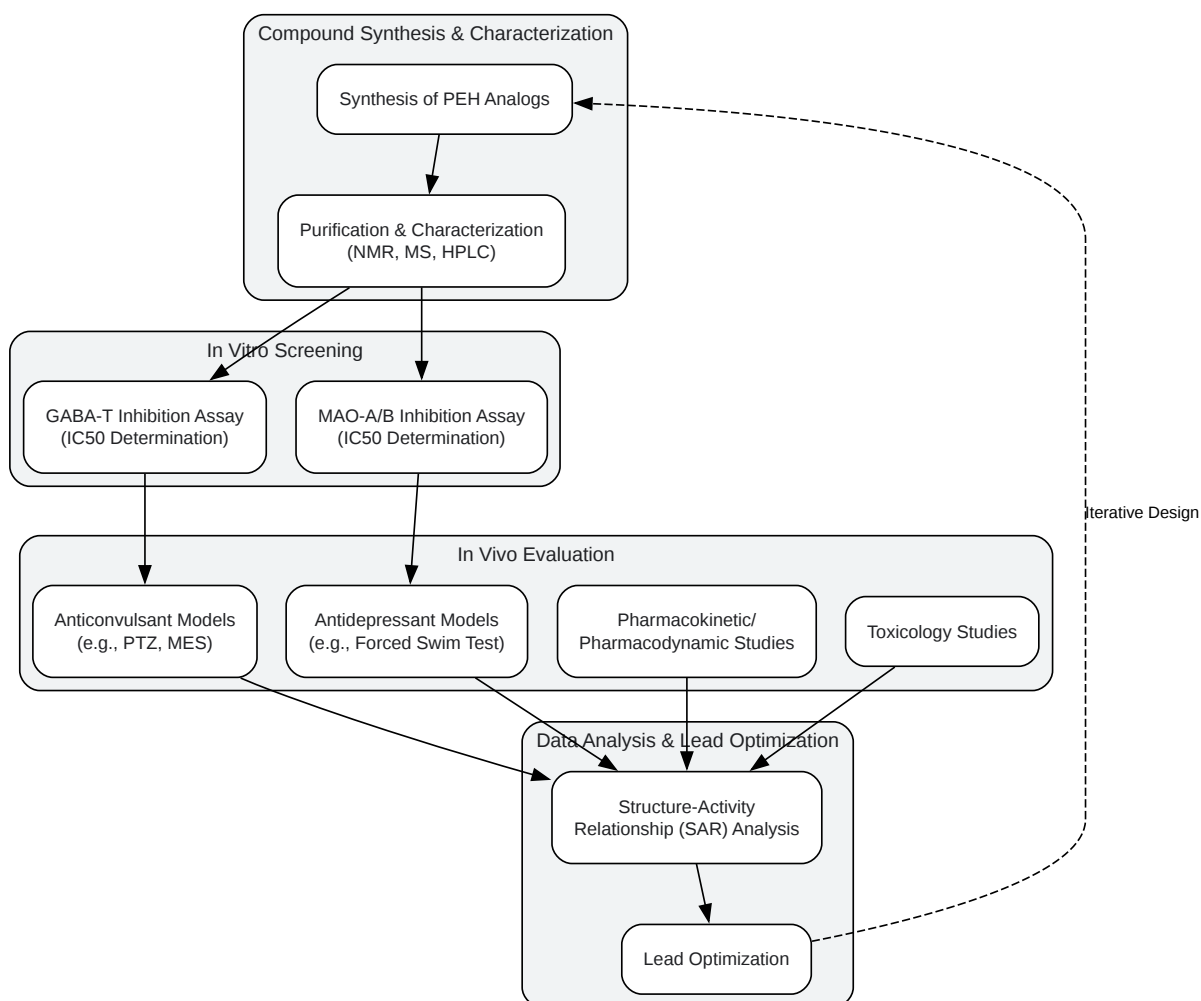 Compound Synthesis & Characterization
Synthesis of PEH Analogs
Purification & Characterization
(NMR, MS, HPLC)
In Vitro Screening
GABA-T Inhibition Assay
(IC50 Determination)
MAO-A/B Inhibition Assay
(IC50 Determination)
Iterative Design
In Vivo Evaluation
Anticonvulsant Models
(e.g., PTZ, MES)
Antidepressant Models
(e.g., Forced Swim Test)
Pharmacokinetic/
Pharmacodynamic Studies
Toxicology Studies
Data Analysis & Lead Optimization
Structure-Activity
Relationship (SAR) Analysis
Lead Optimization